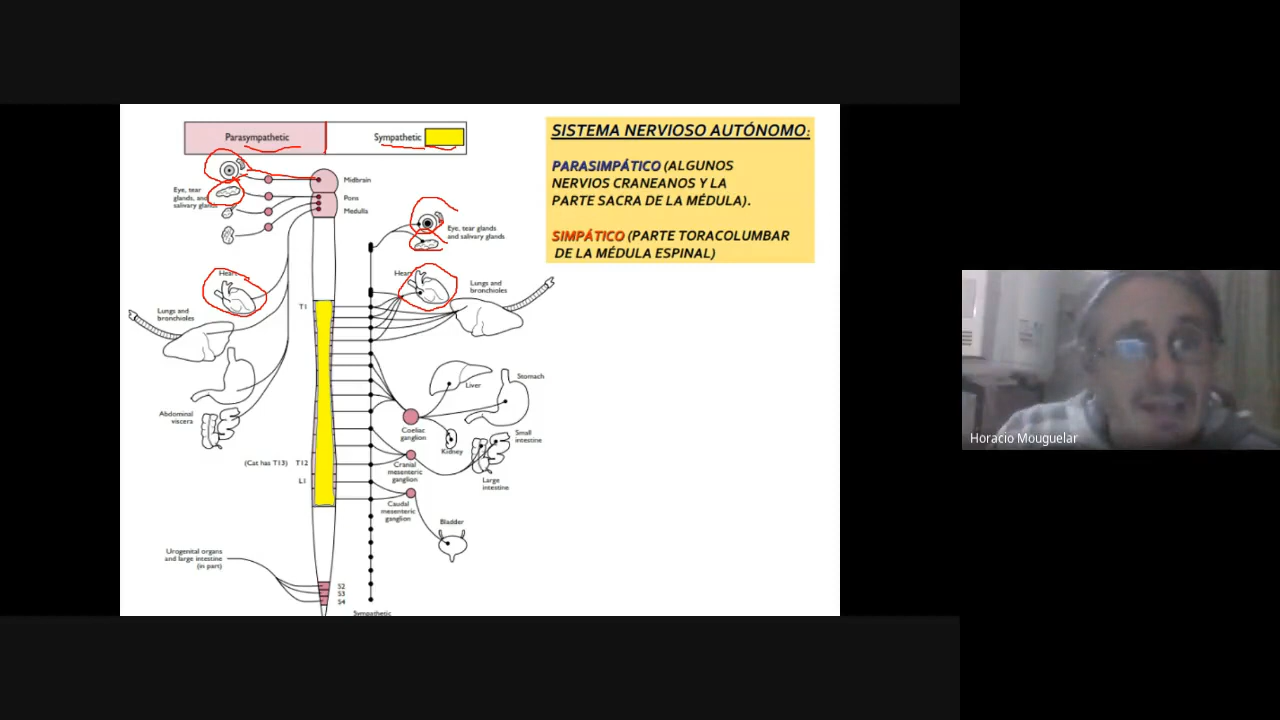 Parasympathetic
Sympathetic
SISTEMA NERVIOSO AUTÓNOMO:
PARASIMPÁTICO (ALGUNOS
NERVIOS CRANEANOS Y LA
PARTE SACRA DE LA MÉDULA).
SIMPÁTICO (PARTE TORACOLUMBAR
DE LA MÉDULA ESPINAL)
Midbrain
Pons
Medulla
Eye, tear
glands, and
salivary glands
Eye, tear glands
and salivary glands
Heart
Heart
Lungs and
bronchioles
T1
Lungs and
bronchioles
Liver
Stomach
Abdominal
viscera
Coeliac
ganglion
Kidney
Small
intestine
(Cat has T13) T12
Cranial
mesenteric
ganglion
L1
Large
intestine
Caudal
mesenteric
ganglion
Bladder
Urogenital organs
and large intestine
(in part)
S2
S3
S4
Sympathetic
Horacio Mouguelar